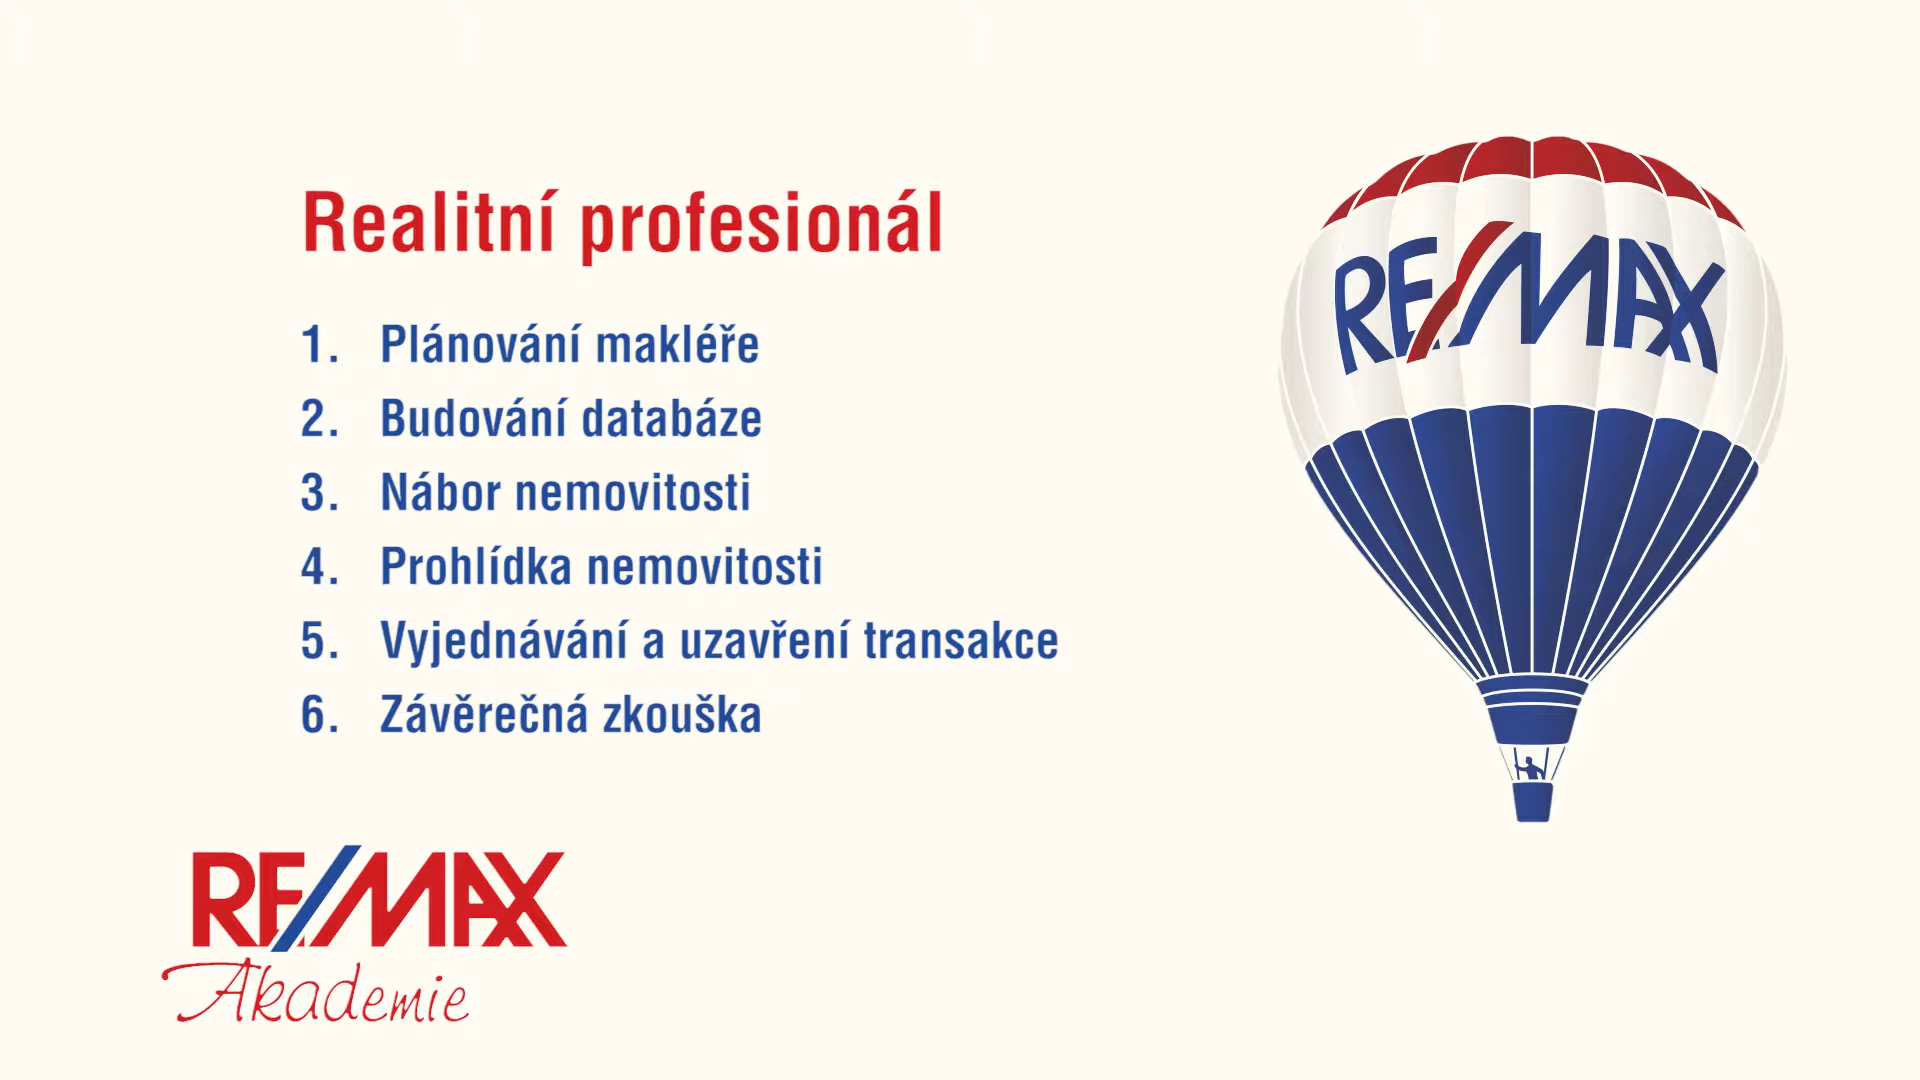 Realitní profesionál
1. Plánování makléře
2. Budování databáze
3. Nábor nemovitosti
4. Prohlídka nemovitosti
5. Vyjednávání a uzavření transakce
6. Závěrečná zkouška
RE/MAX
RE/MAX
Akademie